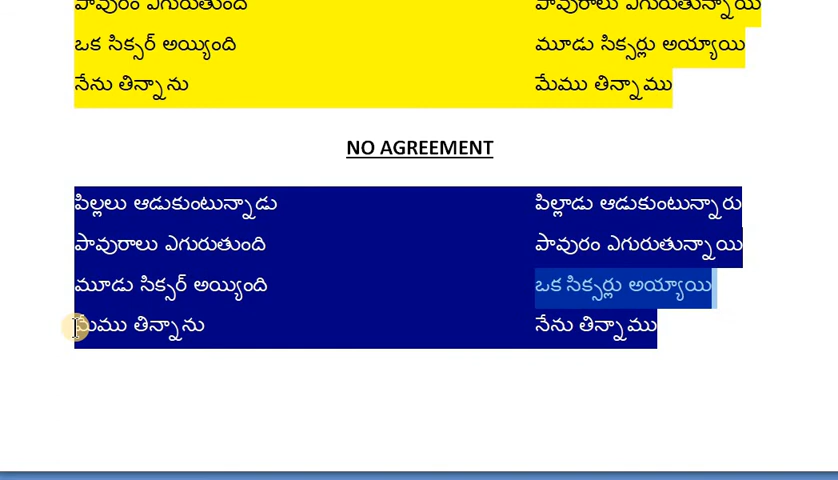 పావురం ఎగురుతుంది
పావురాలు ఎగురుతున్నాయి
ఒక సిక్సర్ అయ్యింది
మూడు సిక్సర్లు అయ్యాయి
నేను తిన్నాను
మేము తిన్నాము
NO AGREEMENT
పిల్లలు ఆడుకుంటున్నాడు
పిల్లాడు ఆడుకుంటున్నారు
పావురాలు ఎగురుతుంది
పావురం ఎగురుతున్నాయి
మూడు సిక్సర్ అయ్యింది
ఒక సిక్సర్లు అయ్యాయి
మేము తిన్నాను
నేను తిన్నాము